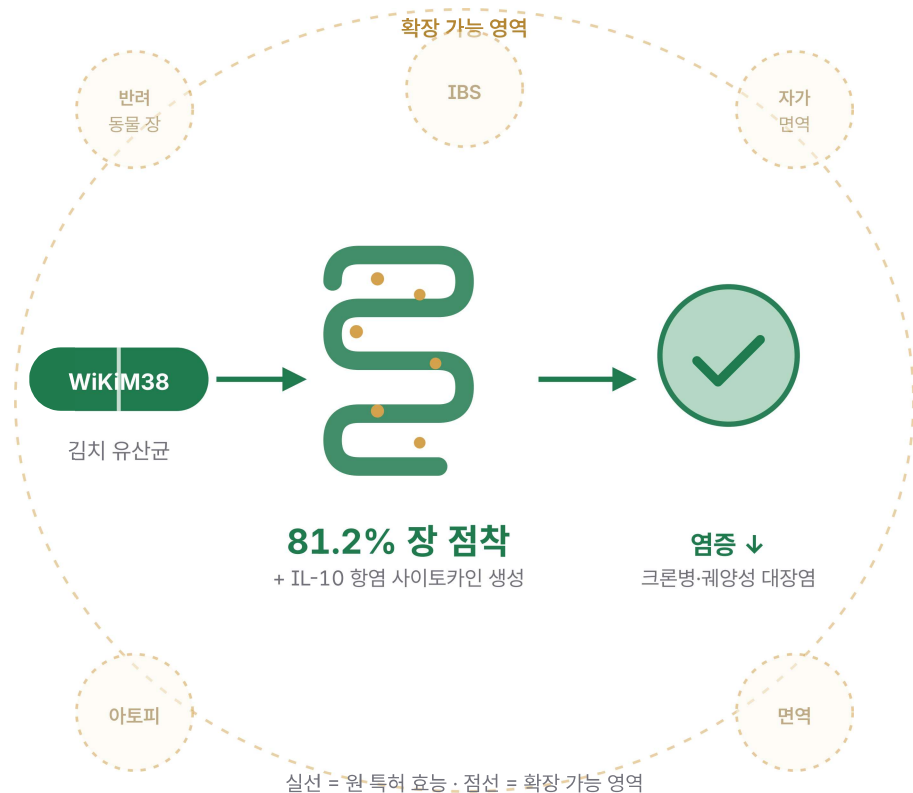 확장 가능 영역
반려
동물 장
IBS
자가
면역
WiKiM38
김치 유산균
81.2% 장 점착
+ IL-10 항염 사이토카인 생성
염증 ↓
크론병·궤양성 대장염
아토피
면역
실선 = 원 특허 효능 · 점선 = 확장 가능 영역